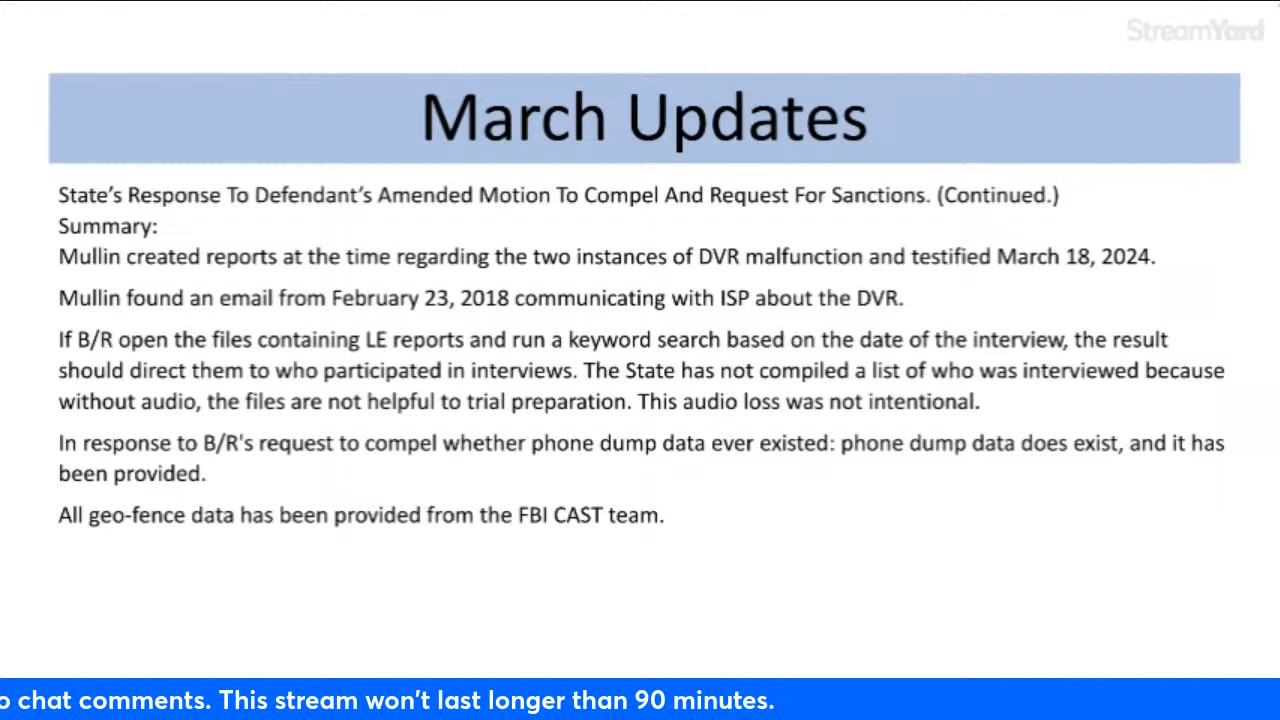 StreamYard
March Updates
State’s Response To Defendant’s Amended Motion To Compel And Request For Sanctions. (Continued.)
Summary:
Mullin created reports at the time regarding the two instances of DVR malfunction and testified March 18, 2024.
Mullin found an email from February 23, 2018 communicating with ISP about the DVR.
If B/R open the files containing LE reports and run a keyword search based on the date of the interview, the result
should direct them to who participated in interviews. The State has not compiled a list of who was interviewed because
without audio, the files are not helpful to trial preparation. This audio loss was not intentional.
In response to B/R's request to compel whether phone dump data ever existed: phone dump data does exist, and it has
been provided.
All geo-fence data has been provided from the FBI CAST team.
o chat comments. This stream won't last longer than 90 minutes.